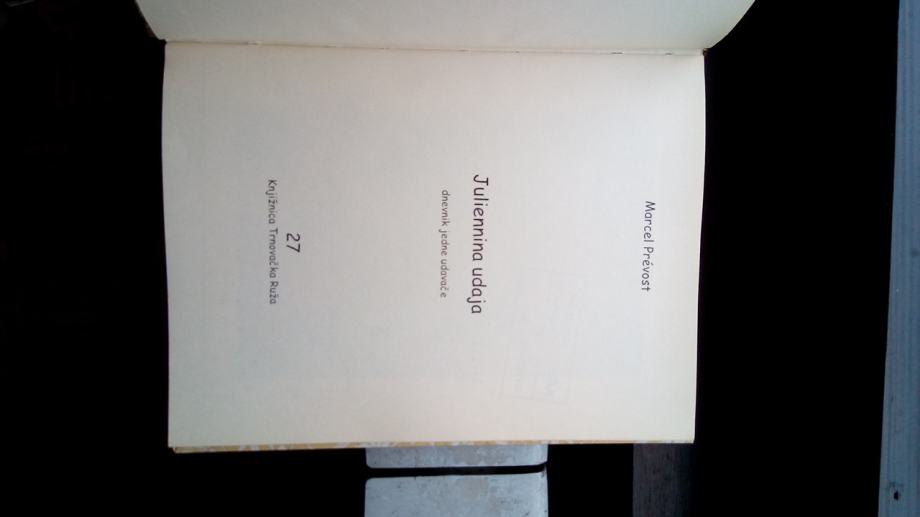 Marcel Prévost
Juliennina udaja
dnevnik jedne udavače
27
Knjižnica Trnovačka Ruža